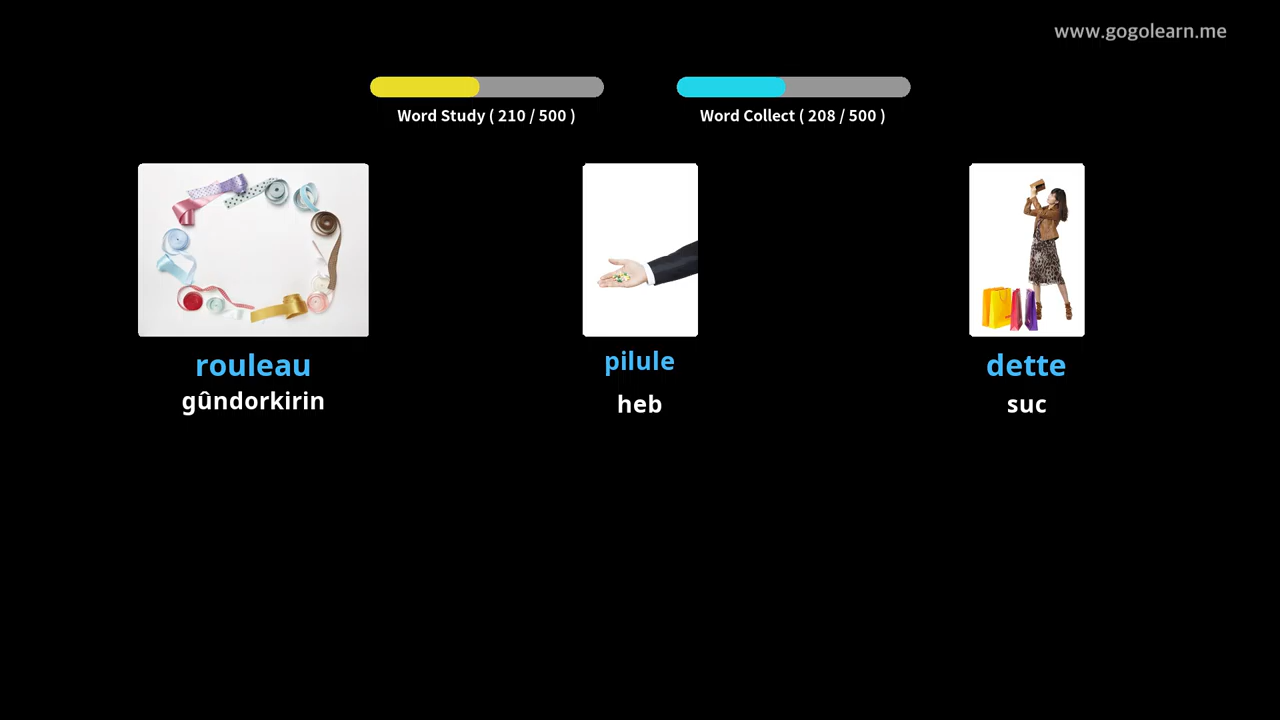 www.gogolearn.me
Word Study ( 210 / 500 )
Word Collect ( 208 / 500 )
rouleau
gûndorkirin
pilule
heb
dette
suc